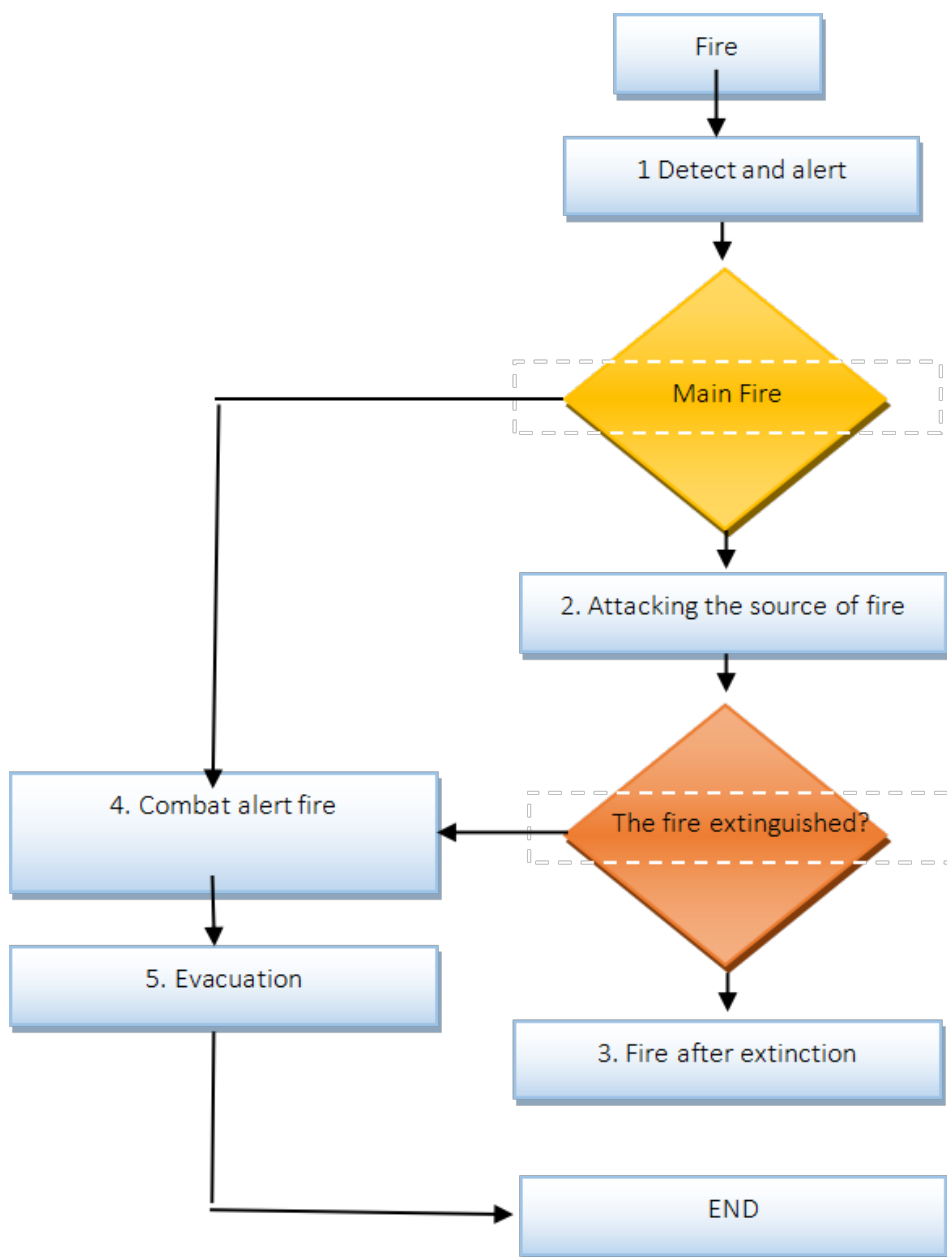 Fire
1 Detect and alert
Main Fire
2. Attacking the source of fire
The fire extinguished?
4. Combat alert fire
5. Evacuation
3. Fire after extinction
END